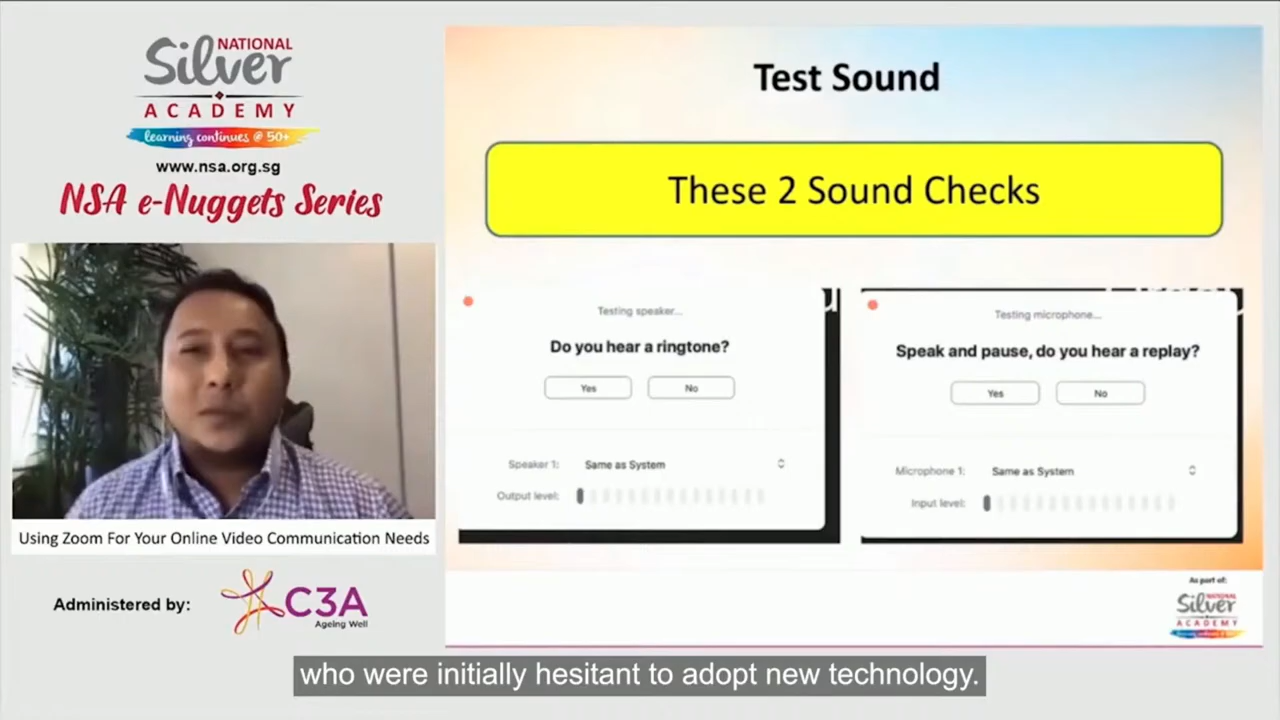 NATIONAL
Silver
ACADEMY
learning continues @ 50+
www.nsa.org.sg
NSA e-Nuggets Series
Using Zoom For Your Online Video Communication Needs
Administered by:
C3A
Ageing Well
Test Sound
These 2 Sound Checks
Testing speaker...
Do you hear a ringtone?
Yes
No
Speaker 1:
Same as System
Output level:
Testing microphone...
Speak and pause, do you hear a replay?
Yes
No
Microphone 1:
Same as System
Input level:
As part of:
NATIONAL
Silver
ACADEMY
learning continues @ 50+
who were initially hesitant to adopt new technology.